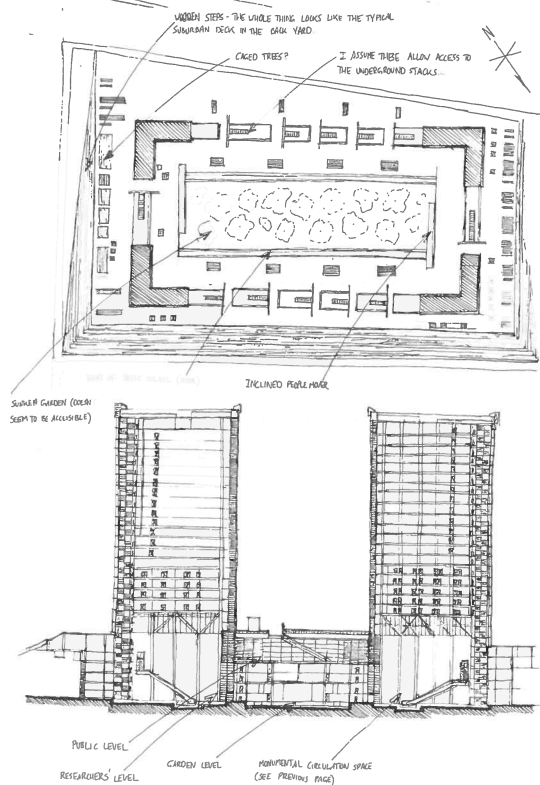 WOODEN STEPS - THE WHOLE THING LOOKS LIKE THE TYPICAL
SUBURBAN DECK IN THE BACK YARD.
N
CAGED TREES?
I ASSUME THESE ALLOW ACCESS TO
THE UNDERGROUND STACKS...
INCLINED PEOPLE MOVER
SUNKEN GARDEN (DOESN
SEEM TO BE ACCESSIBLE)
PUBLIC LEVEL
RESEARCHERS' LEVEL
GARDEN LEVEL
MONUMENTAL CIRCULATION SPACE
(SEE PREVIOUS PAGE)